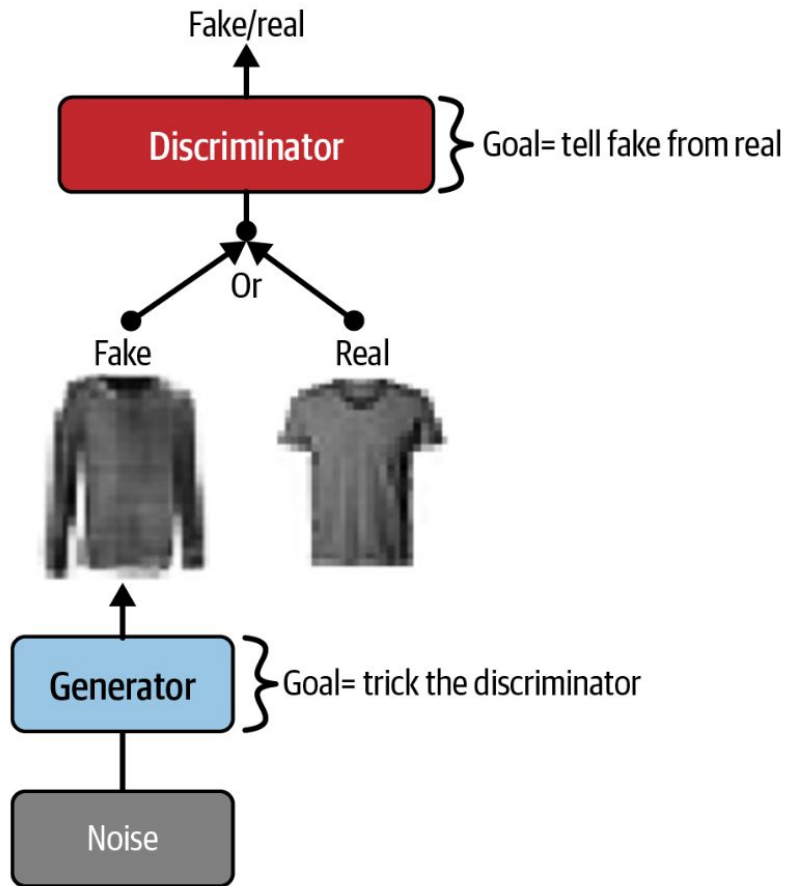 Fake/real
Discriminator
Goal= tell fake from real
Or
Fake
Real
Generator
Goal= trick the discriminator
Noise